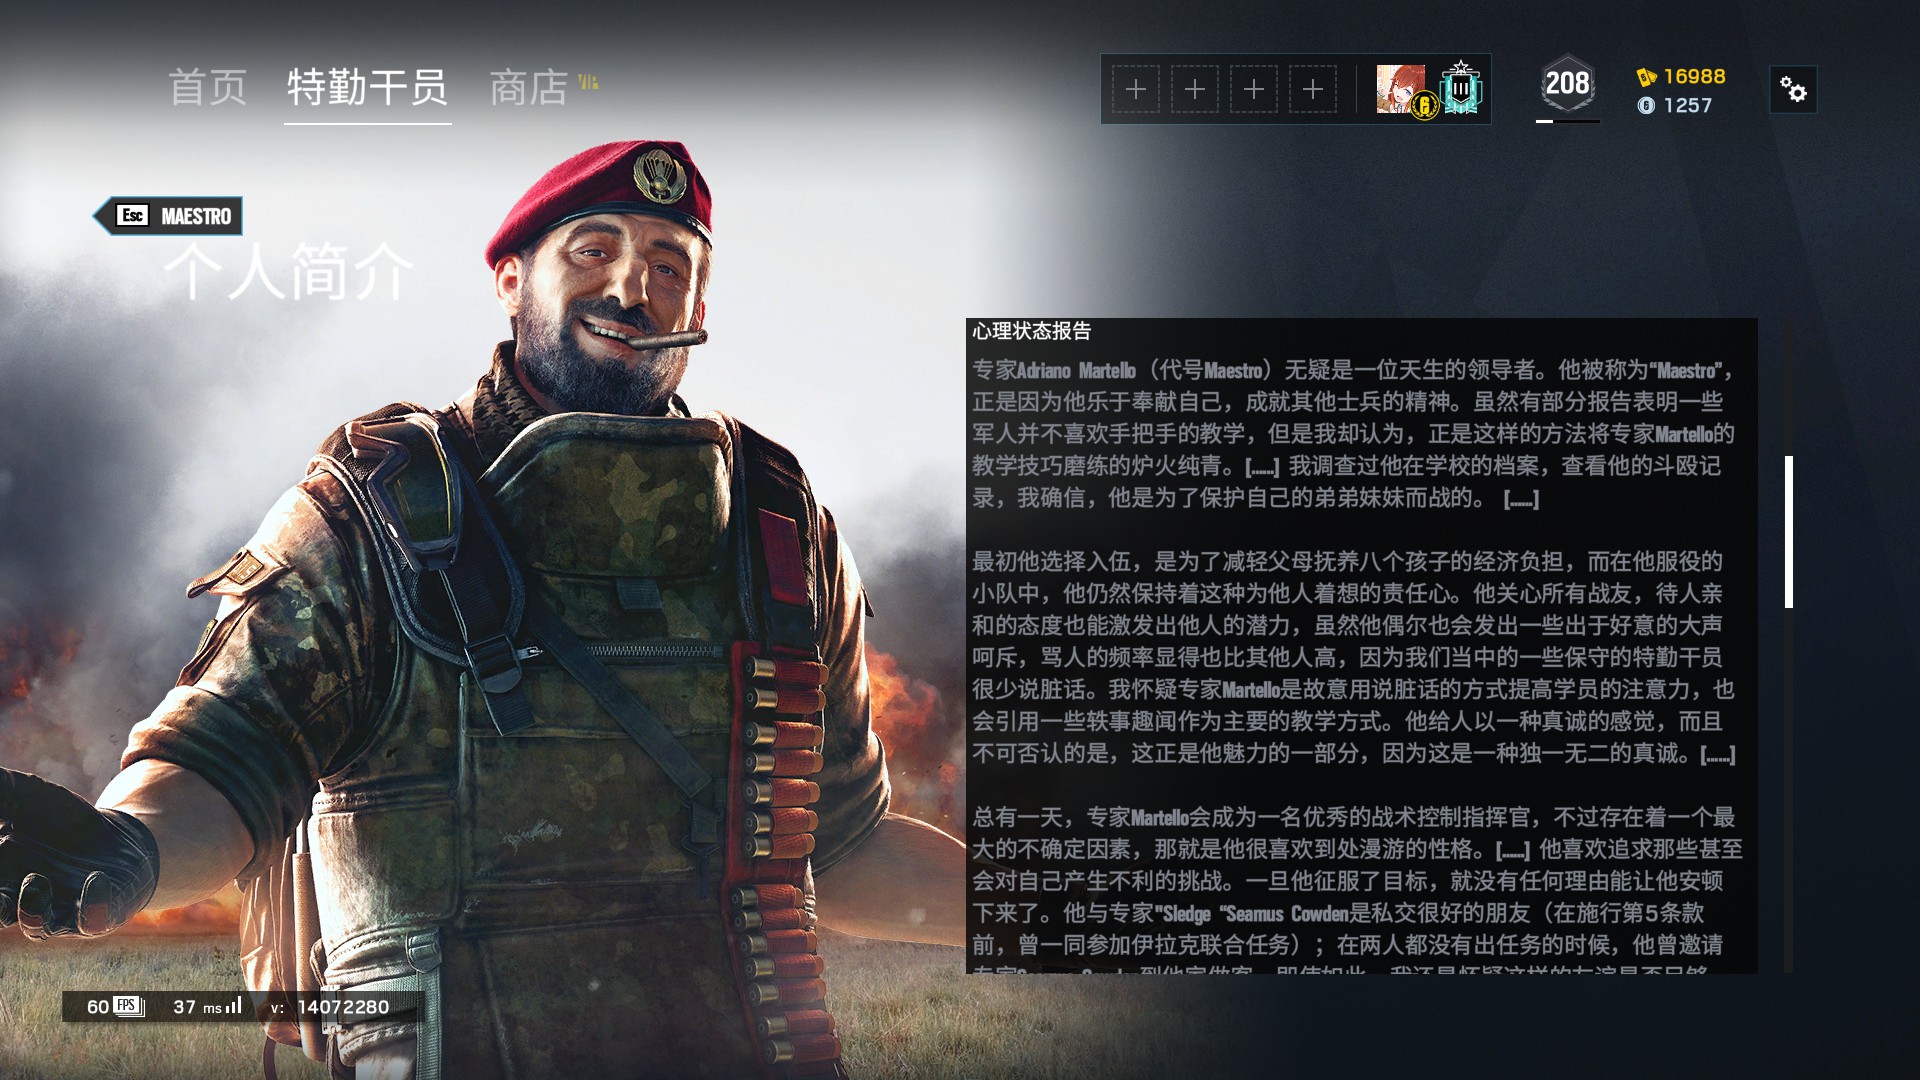 首页 特勤干员 商店
208
16988
1257
Esc MAESTRO
个人简介
心理状态报告
专家Adriano Martello（代号Maestro）无疑是一位天生的领导者。他被称为“Maestro”，
正是因为他乐于奉献自己，成就其他士兵的精神。虽然有部分报告表明一些
军人并不喜欢手把手的教学，但是我却认为，正是这样的方法将专家Martello的
教学技巧磨练的炉火纯青。[......] 我调查过他在学校的档案，查看他的斗殴记
录，我确信，他是为了保护自己的弟弟妹妹而战的。 [......]
最初他选择入伍，是为了减轻父母抚养八个孩子的经济负担，而在他服役的
小队中，他仍然保持着这种为他人着想的责任心。他关心所有战友，待人亲
和的态度也能激发出他人的潜力，虽然他偶尔也会发出一些出于好意的大声
呵斥，骂人的频率显得也比其他人高，因为我们当中的一些保守的特勤干员
很少说脏话。我怀疑专家Martello是故意用说脏话的方式提高学员的注意力，也
会引用一些轶事趣闻作为主要的教学方式。他给人以一种真诚的感觉，而且
不可否认的是，这正是他魅力的一部分，因为这是一种独一无二的真诚。[......]
总有一天，专家Martello会成为一名优秀的战术控制指挥官，不过存在着一个最
大的不确定因素，那就是他很喜欢到处漫游的性格。[......] 他喜欢追求那些甚至
会对自己产生不利的挑战。一旦他征服了目标，就没有任何理由能让他安顿
下来了。他与专家"Sledge “Seamus Cowden是私交很好的朋友（在施行第5条款
前，曾一同参加伊拉克联合任务）；在两人都没有出任务的时候，他曾邀请
60 FPS 37 ms v: 14072280